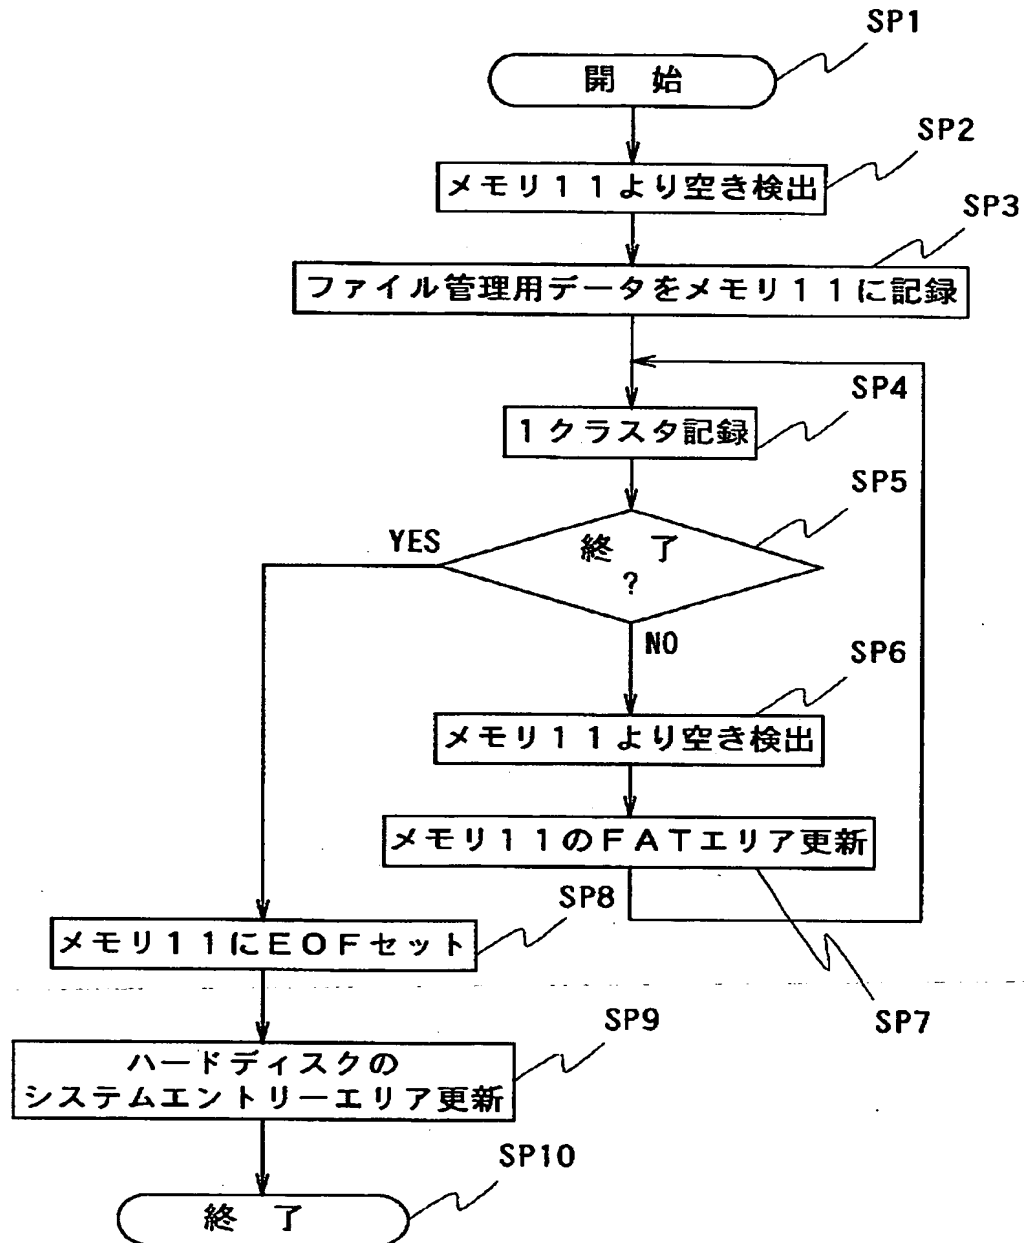 SP1
開 始
SP2
メモリ11より空き検出
SP3
ファイル管理用データをメモリ11に記録
SP4
1クラスタ記録
SP5
YES
終 了
?
NO
SP6
メモリ11より空き検出
メモリ11のFATエリア更新
SP8
メモリ11にEOFセット
SP7
SP9
ハードディスクの
システムエントリーエリア更新
SP10
終 了